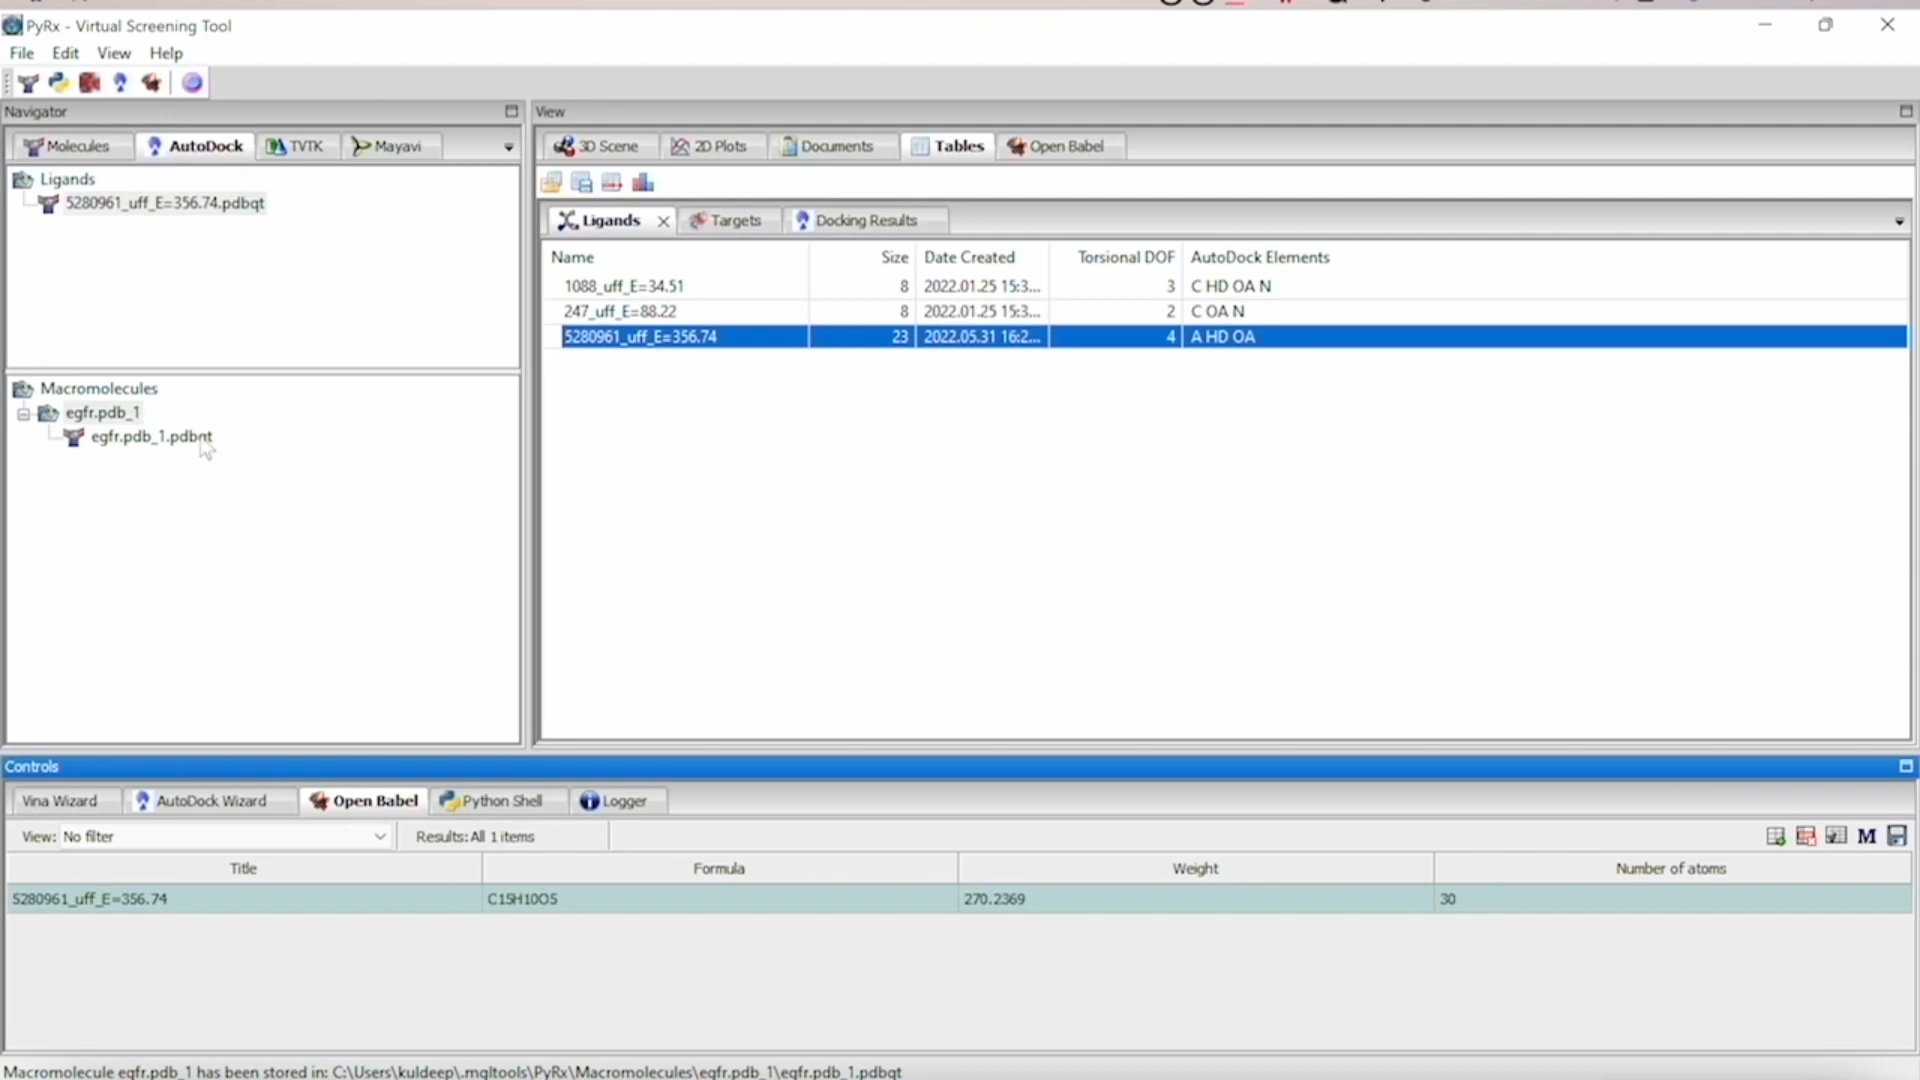 PyRx - Virtual Screening Tool
File Edit View Help
Navigator
View
Molecules AutoDock TVTK Mayavi
3D Scene 2D Plots Documents Tables Open Babel
Ligands
5280961_uff_E=356.74.pdbqt
Ligands Targets Docking Results
Name Size Date Created Torsional DOF AutoDock Elements
1088_uff_E=34.51 8 2022.01.25 15:3... 3 C HD OA N
247_uff_E=88.22 8 2022.01.25 15:3... 2 C OA N
5280961_uff_E=356.74 23 2022.05.31 16:2... 4 A HD OA
Macromolecules
egfr.pdb_1
egfr.pdb_1.pdbqt
Controls
Vina Wizard AutoDock Wizard Open Babel Python Shell Logger
View: No filter Results: All 1 items M
Title Formula Weight Number of atoms
5280961_uff_E=356.74 C15H10O5 270.2369 30
Macromolecule egfr.pdb_1 has been stored in: C:\Users\kuldeep\.mgltools\PyRx\Macromolecules\egfr.pdb_1\egfr.pdb_1.pdbqt